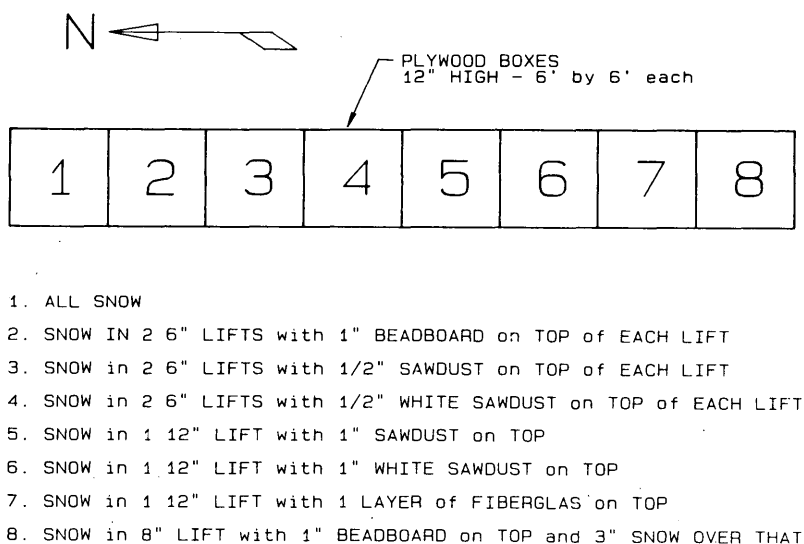 N
PLYWOOD BOXES
12" HIGH - 6' by 6' each
1 2 3 4 5 6 7 8
1. ALL SNOW
2. SNOW IN 2 6" LIFTS with 1" BEADBOARD on TOP of EACH LIFT
3. SNOW in 2 6" LIFTS with 1/2" SAWDUST on TOP of EACH LIFT
4. SNOW in 2 6" LIFTS with 1/2" WHITE SAWDUST on TOP of EACH LIFT
5. SNOW in 1 12" LIFT with 1" SAWDUST on TOP
6. SNOW in 1 12" LIFT with 1" WHITE SAWDUST on TOP
7. SNOW in 1 12" LIFT with 1 LAYER of FIBERGLAS on TOP
8. SNOW in 8" LIFT with 1" BEADBOARD on TOP and 3" SNOW OVER THAT